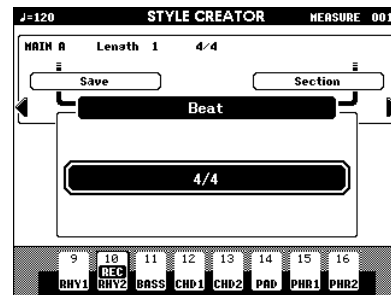 ♩=120 STYLE CREATOR MEASURE 001
MAIN A Length 1 4/4
Save Section
Beat
4/4
9 10 11 12 13 14 15 16
REC
RHY1 RHY2 BASS CHD1 CHD2 PAD PHR1 PHR2